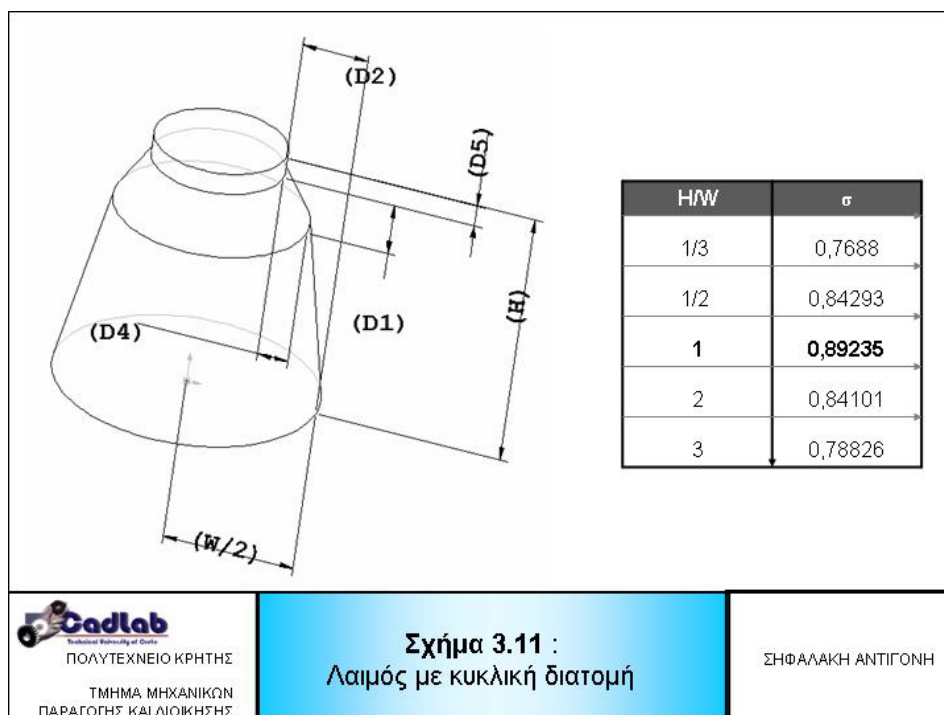 (D2)
(D5)
(D1)
(H)
(D4)
(W/2)
H/W σ
1/3 0,7688
1/2 0,84293
1 0,89235
2 0,84101
3 0,78826
CadLab
Technical University of Crete
ΠΟΛΥΤΕΧΝΕΙΟ ΚΡΗΤΗΣ
ΤΜΗΜΑ ΜΗΧΑΝΙΚΩΝ
ΠΑΡΑΓΩΓΗΣ ΚΑΙ ΔΙΟΙΚΗΣΗΣ
Σχήμα 3.11 :
Λαιμός με κυκλική διατομή
ΣΗΦΑΛΑΚΗ ΑΝΤΙΓΟΝΗ